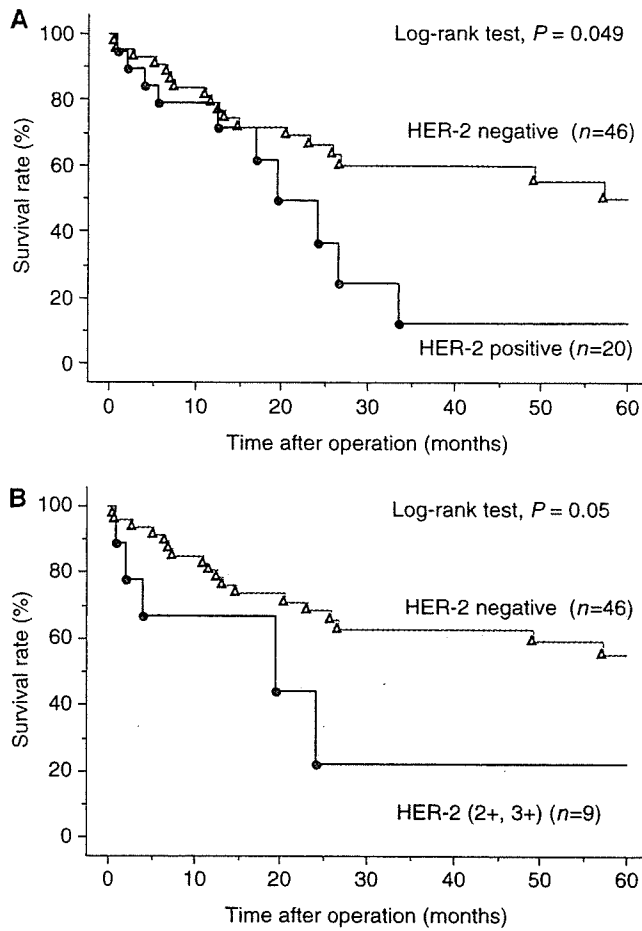 A
Log-rank test, P = 0.049
HER-2 negative (n=46)
HER-2 positive (n=20)
Survival rate (%)
100
80
60
40
20
0
0 10 20 30 40 50 60
Time after operation (months)
B
Log-rank test, P = 0.05
HER-2 negative (n=46)
HER-2 (2+, 3+) (n=9)
Survival rate (%)
100
80
60
40
20
0
0 10 20 30 40 50 60
Time after operation (months)